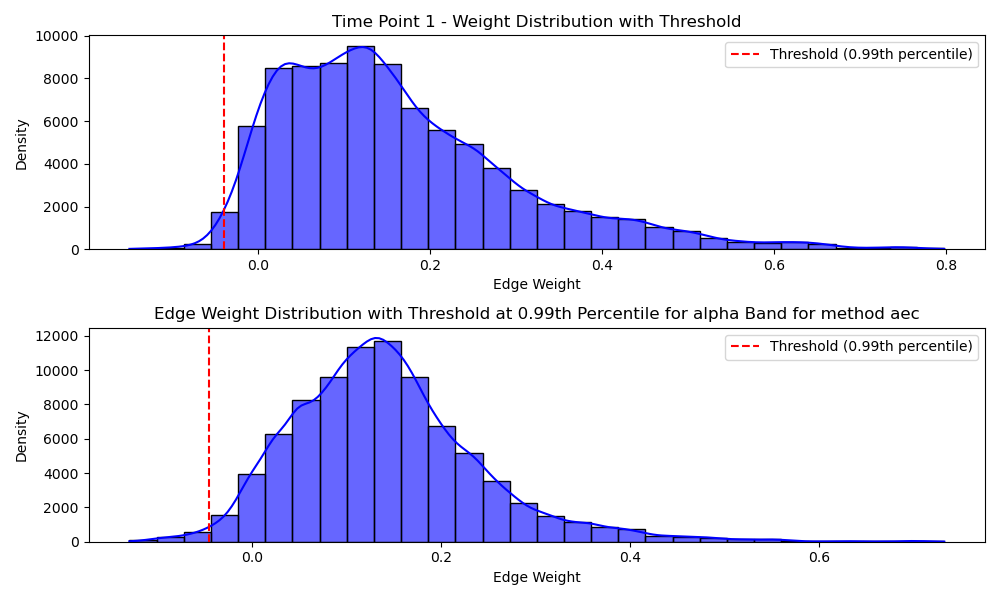 Time Point 1 - Weight Distribution with Threshold
10000
8000
6000
4000
2000
0
Density
Threshold (0.99th percentile)
0.0 0.2 0.4 0.6 0.8
Edge Weight
Edge Weight Distribution with Threshold at 0.99th Percentile for alpha Band for method aec
12000
10000
8000
6000
4000
2000
0
Density
Threshold (0.99th percentile)
0.0 0.2 0.4 0.6
Edge Weight